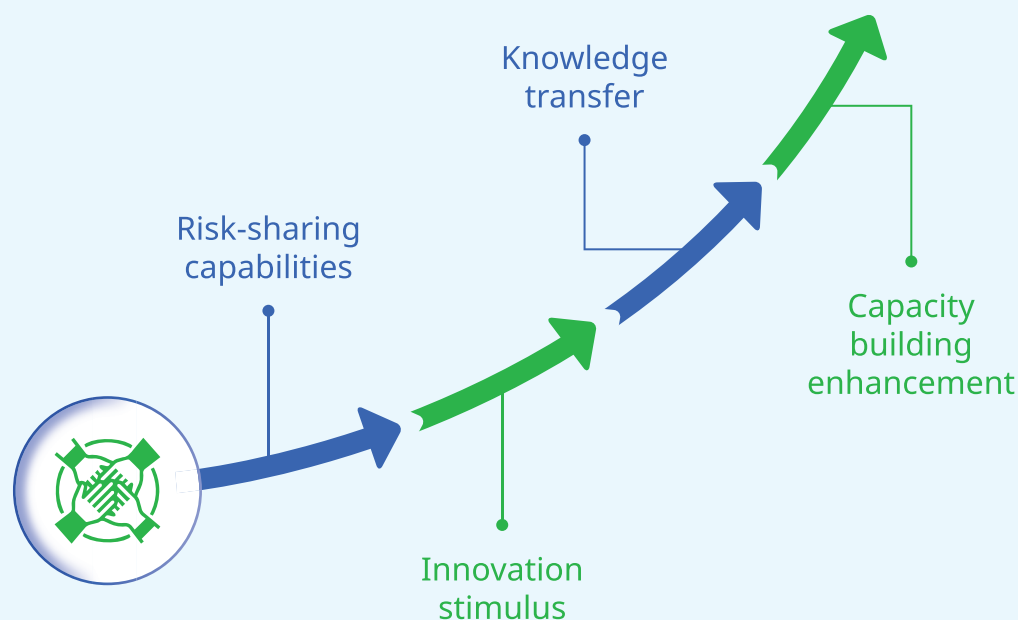 Knowledge
transfer
Risk-sharing
capabilities
Capacity
building
enhancement
Innovation
stimulus